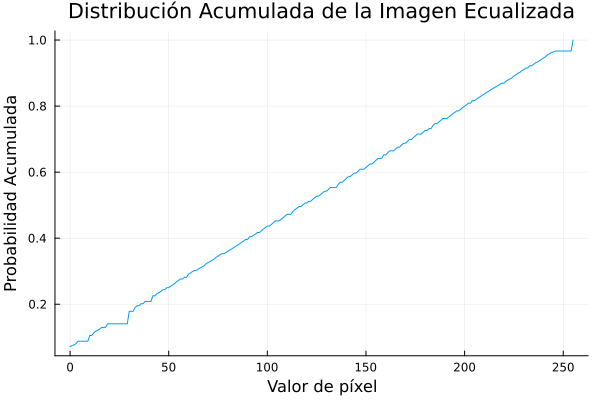 Distribución Acumulada de la Imagen Ecualizada
Probabilidad Acumulada
1.0
0.8
0.6
0.4
0.2
0 50 100 150 200 250
Valor de píxel